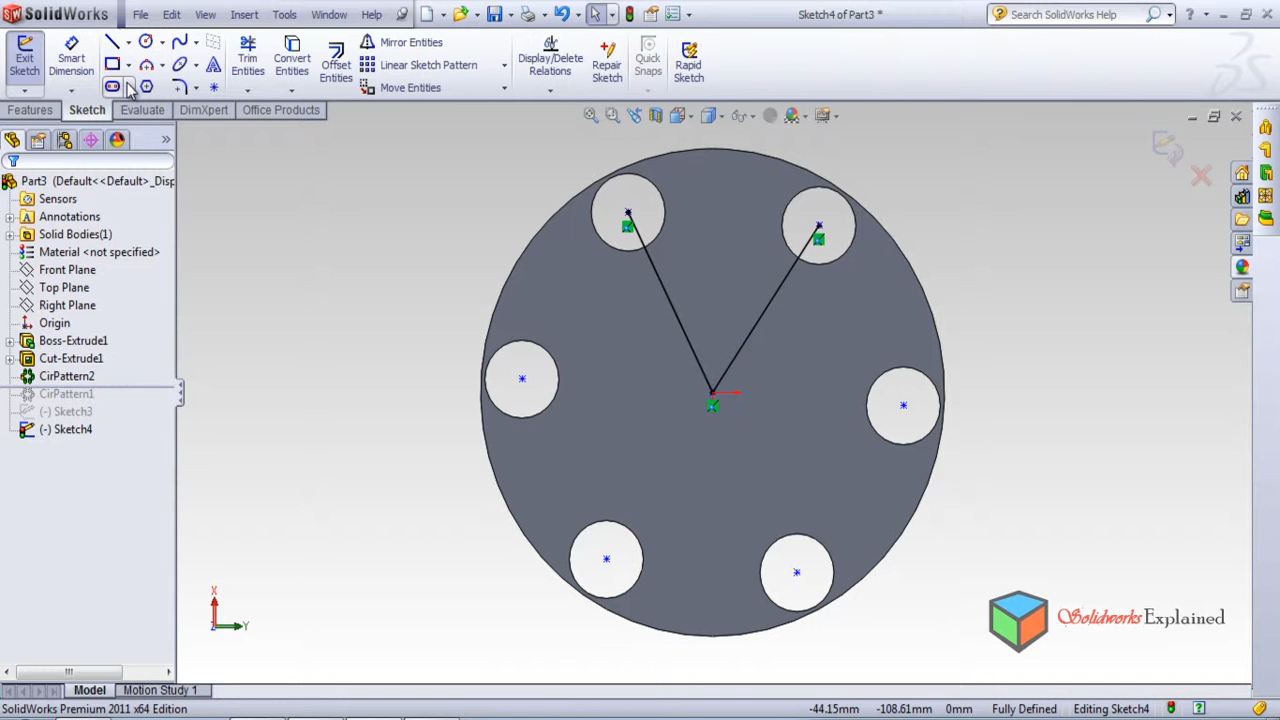 SolidWorks File Edit View Insert Tools Window Help Sketch4 of Part3 * Search SolidWorks Help
Exit Sketch Smart Dimension Trim Entities Convert Entities Offset Entities Mirror Entities Display/Delete Relations Repair Sketch Quick Snaps Rapid Sketch
Linear Sketch Pattern
Move Entities
Features Sketch Evaluate DimXpert Office Products
Part3 (Default<<Default>_Disp
Sensors
Annotations
Solid Bodies(1)
Material <not specified>
Front Plane
Top Plane
Right Plane
Origin
Boss-Extrude1
Cut-Extrude1
CirPattern2
CirPattern1
(-) Sketch3
(-) Sketch4
X
Y
Z
Solidworks Explained
Model Motion Study 1
SolidWorks Premium 2011 x64 Edition -44.15mm -108.61mm 0mm Fully Defined Editing Sketch4